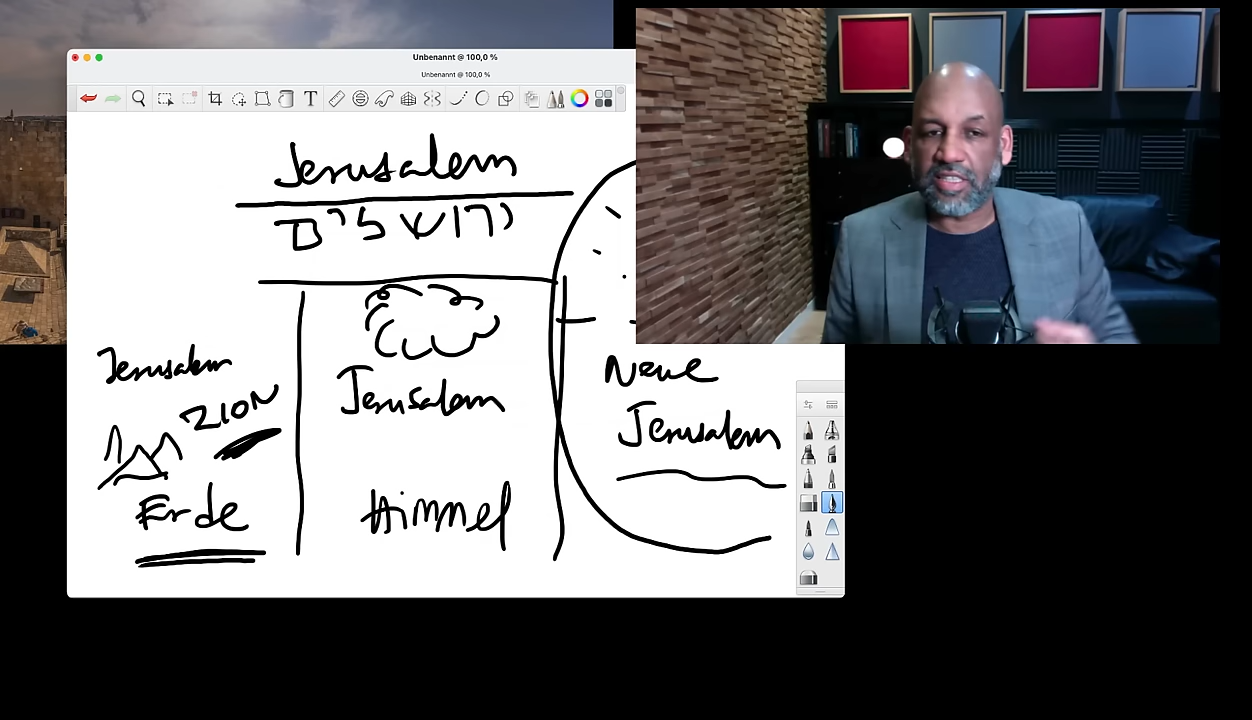 Unbenannt @ 100,0 %
Unbenannt @ 100,0 %
Jerusalem
ירושלים
Jerusalem
ZION
Erde
Jerusalem
Himmel
Neue
Jerusalem